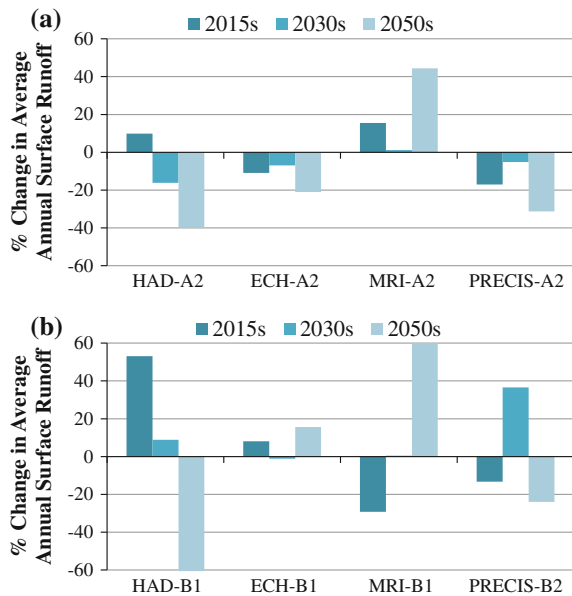 (a)
2015s 2030s 2050s
% Change in Average
Annual Surface Runoff
60
40
20
0
-20
-40
-60
HAD-A2 ECH-A2 MRI-A2 PRECIS-A2
(b)
2015s 2030s 2050s
% Change in Average
Annual Surface Runoff
60
40
20
0
-20
-40
-60
HAD-B1 ECH-B1 MRI-B1 PRECIS-B2